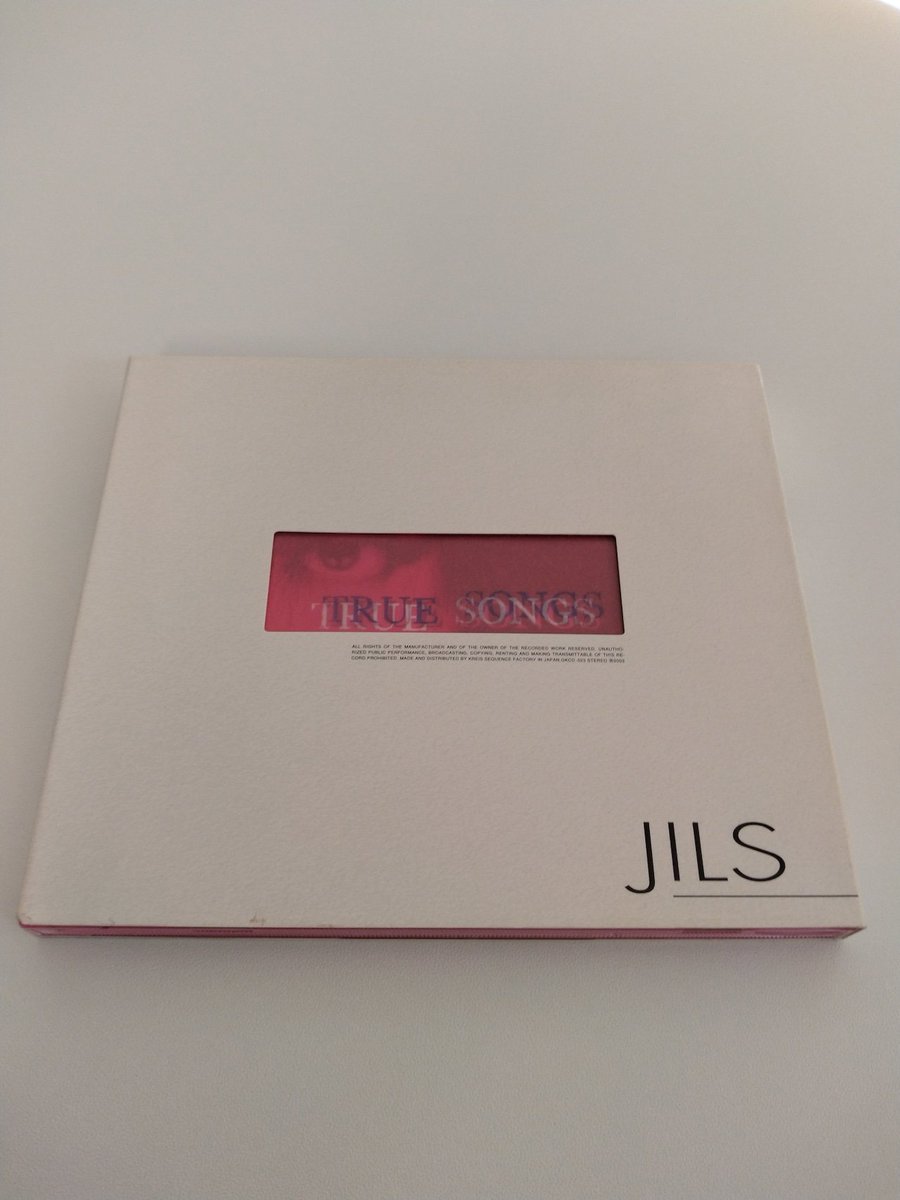 TRUE SONGS
TRUE SONGS
ALL RIGHTS OF THE MANUFACTURER AND OF THE OWNER OF THE RECORDED WORK RESERVED. UNAUTHO-
RIZED PUBLIC PERFORMANCE, BROADCASTING, COPYING, RENTING AND MAKING TRANSMITTABLE OF THIS RE-
CORD PROHIBITED. MADE AND DISTRIBUTED BY KREIS SEQUENCE FACTORY IN JAPAN. STEREO
JILS